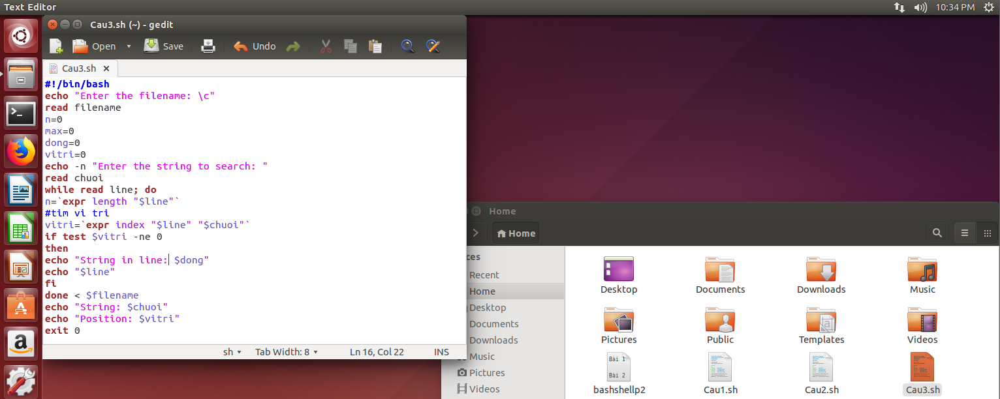 Text Editor
10:34 PM
Cau3.sh (~) - gedit
Open
Save
Undo
Cau3.sh
#!/bin/bash
echo "Enter the filename: \c"
read filename
n=0
max=0
dong=0
vitri=0
echo -n "Enter the string to search: "
read chuoi
while read line; do
n=`expr length "$line"`
#tim vi tri
vitri=`expr index "$line" "$chuoi"`
if test $vitri -ne 0
then
echo "String in line: $dong"
echo "$line"
fi
done < $filename
echo "String: $chuoi"
echo "Position: $vitri"
exit 0
sh
Tab Width: 8
Ln 16, Col 22
INS
Home
Home
ces
Recent
Home
Desktop
Documents
Downloads
Music
Pictures
Videos
Desktop
Documents
Downloads
Music
Pictures
Public
Templates
Videos
Bài 1
Bài 2
bashshellp2
Cau1.sh
Cau2.sh
Cau3.sh